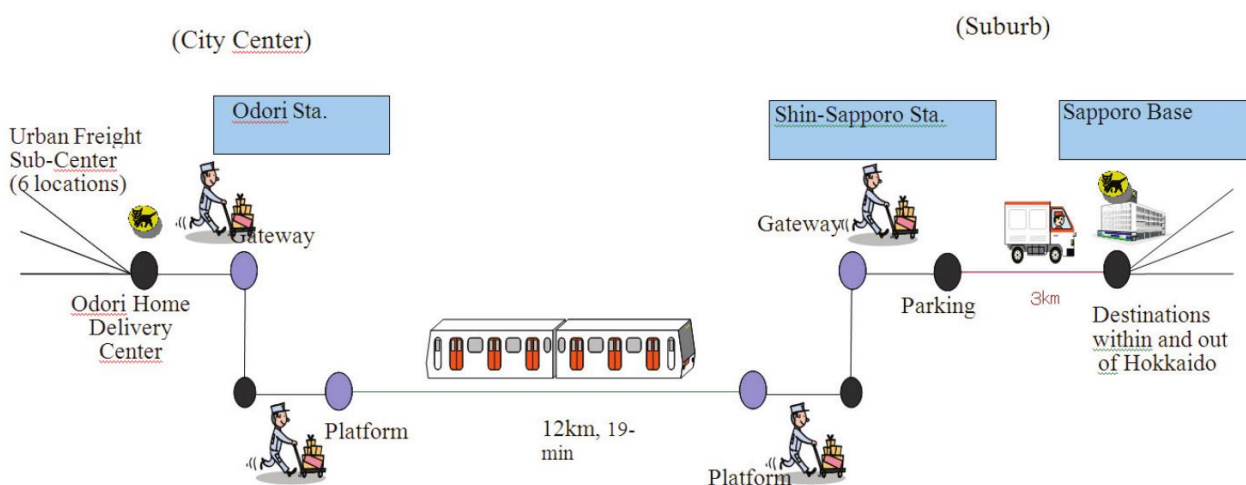 (City Center)
(Suburb)
Odori Sta.
Shin-Sapporo Sta.
Sapporo Base
Urban Freight
Sub-Center
(6 locations)
Gateway
Gateway
Odori Home
Delivery
Center
Parking
3km
Destinations
within and out
of Hokkaido
Platform
12km, 19-
min
Platform